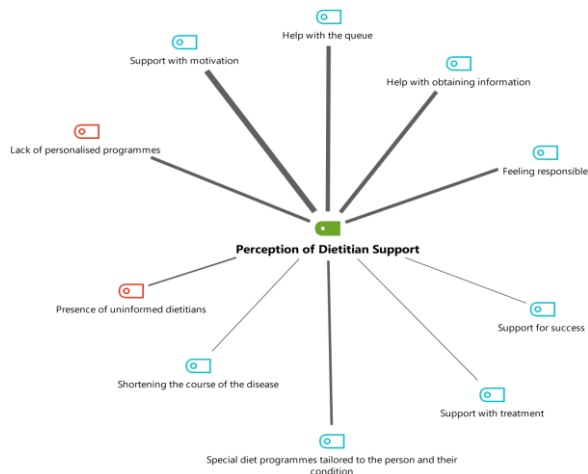 Help with the queue
Support with motivation
Help with obtaining information
Lack of personalised programmes
Feeling responsible
Perception of Dietitian Support
Presence of uninformed dietitians
Support for success
Shortening the course of the disease
Support with treatment
Special diet programmes tailored to the person and their
condition